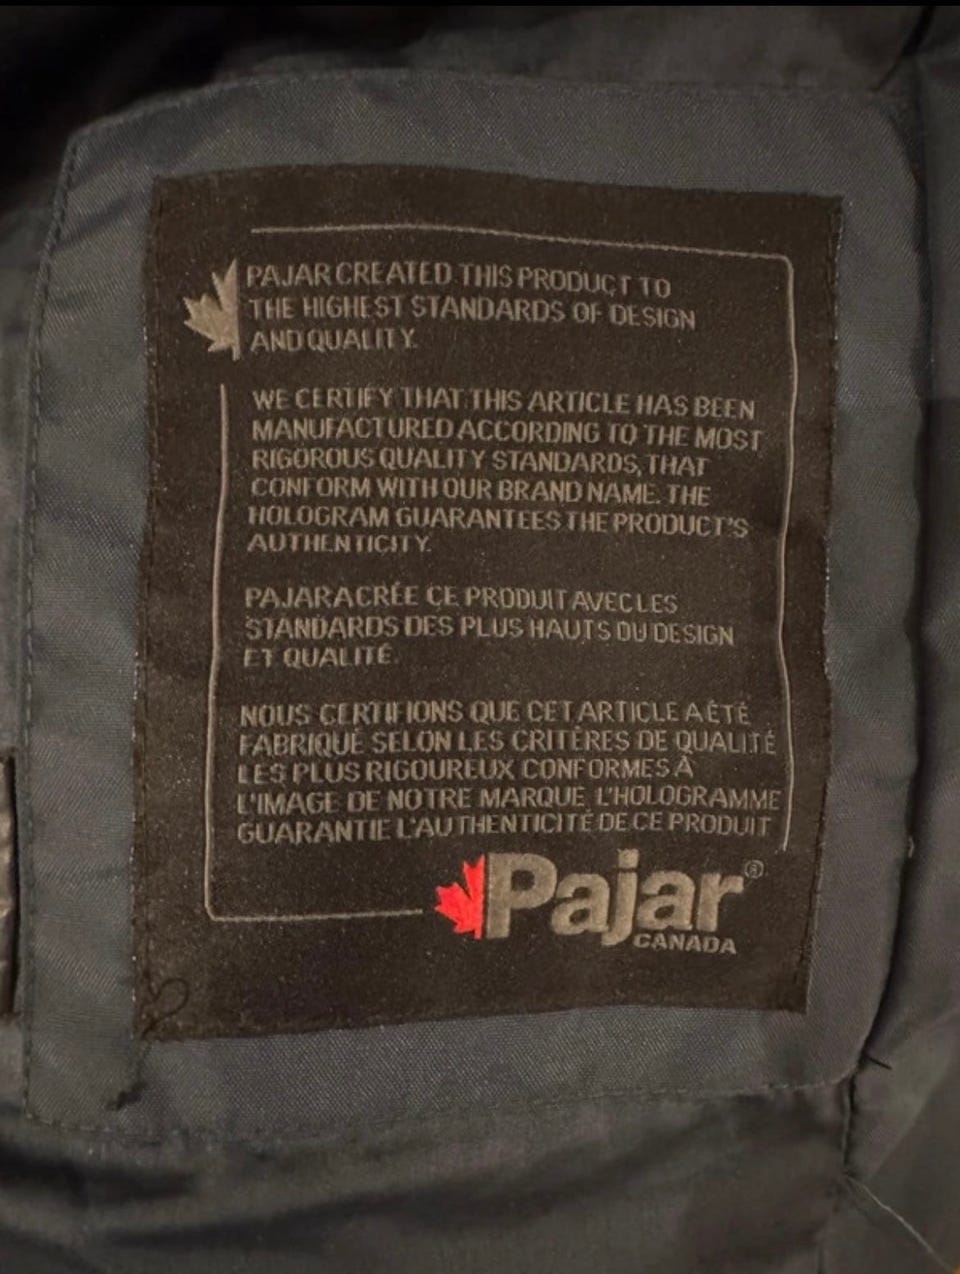 PAJAR CREATED THIS PRODUCT TO
THE HIGHEST STANDARDS OF DESIGN
AND QUALITY.
WE CERTIFY THAT THIS ARTICLE HAS BEEN
MANUFACTURED ACCORDING TO THE MOST
RIGOROUS QUALITY STANDARDS, THAT
CONFORM WITH OUR BRAND NAME. THE
HOLOGRAM GUARANTEES THE PRODUCT'S
AUTHENTICITY.
PAJAR A CRÉE CE PRODUIT AVEC LES
STANDARDS DES PLUS HAUTS DU DESIGN
ET QUALITÉ.
NOUS CERTIFIONS QUE CET ARTICLE A ÉTÉ
FABRIQUÉ SELON LES CRITÈRES DE QUALITÉ
LES PLUS RIGOUREUX CONFORMES À
L'IMAGE DE NOTRE MARQUE. L'HOLOGRAMME
GUARANTIE L'AUTHENTICITÉ DE CE PRODUIT
Pajar®
CANADA